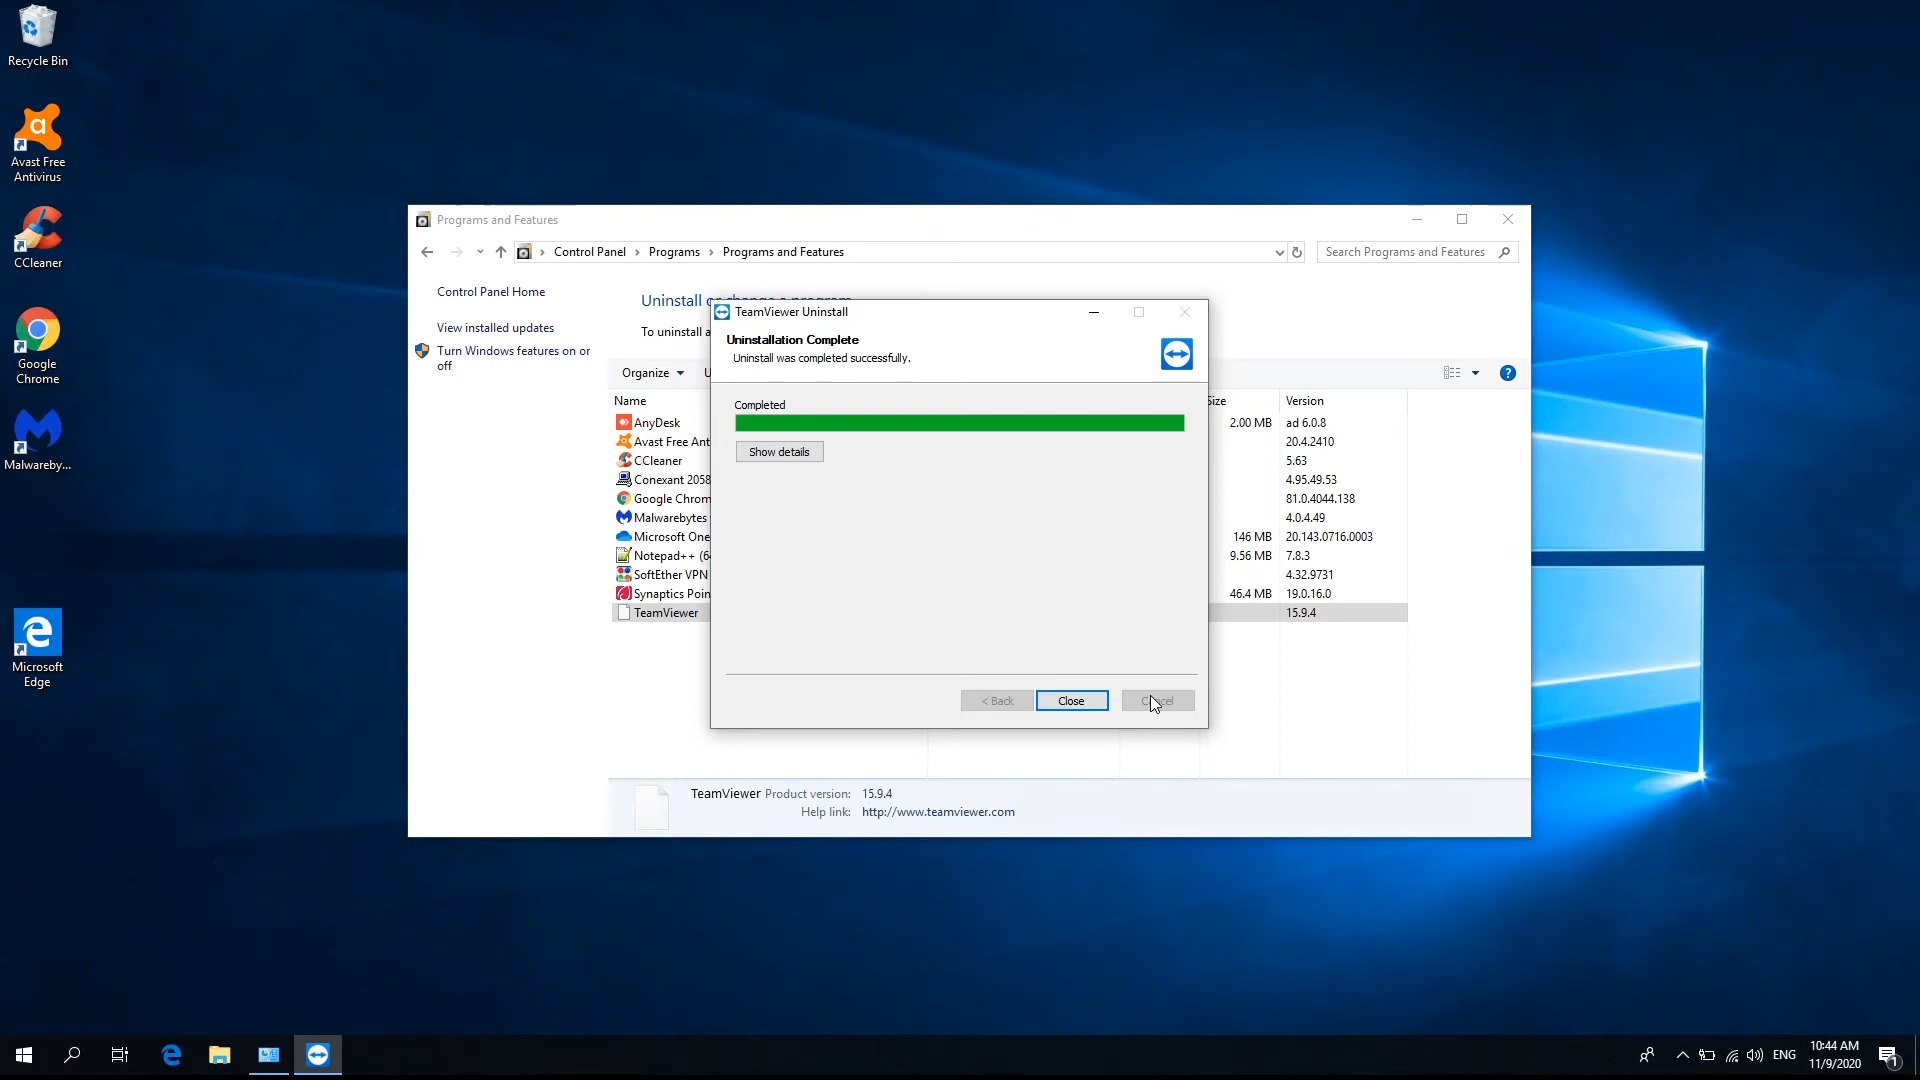 Recycle Bin
Avast Free
Antivirus
CCleaner
Google
Chrome
Malwareby...
Microsoft
Edge
Programs and Features
Control Panel
Programs
Programs and Features
Search Programs and Features
Control Panel Home
View installed updates
Turn Windows features on or
off
Uninstall
To uninstall a
Organize
Name
Size
Version
AnyDesk
2.00 MB
ad 6.0.8
Avast Free Ant
20.4.2410
CCleaner
5.63
Conexant 2058
4.95.49.53
Google Chrom
81.0.4044.138
Malwarebytes
4.0.4.49
Microsoft One
146 MB
20.143.0716.0003
Notepad++ (6
9.56 MB
7.8.3
SoftEther VPN
4.32.9731
Synaptics Poin
46.4 MB
19.0.16.0
TeamViewer
15.9.4
TeamViewer Uninstall
Uninstallation Complete
Uninstall was completed successfully.
Completed
Show details
< Back
Close
TeamViewer Product version: 15.9.4
Help link: http://www.teamviewer.com
ENG
10:44 AM
11/9/2020
1